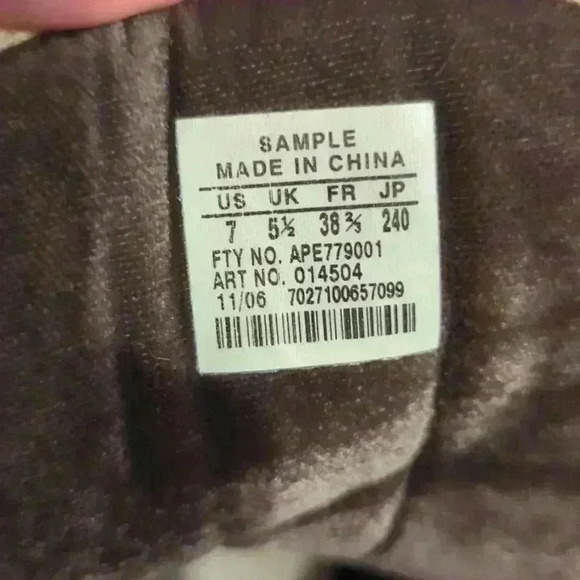 SAMPLE
MADE IN CHINA
US UK FR JP
7 5½ 38⅔ 240
FTY NO. APE779001
ART NO. 014504
11/06 7027100657099